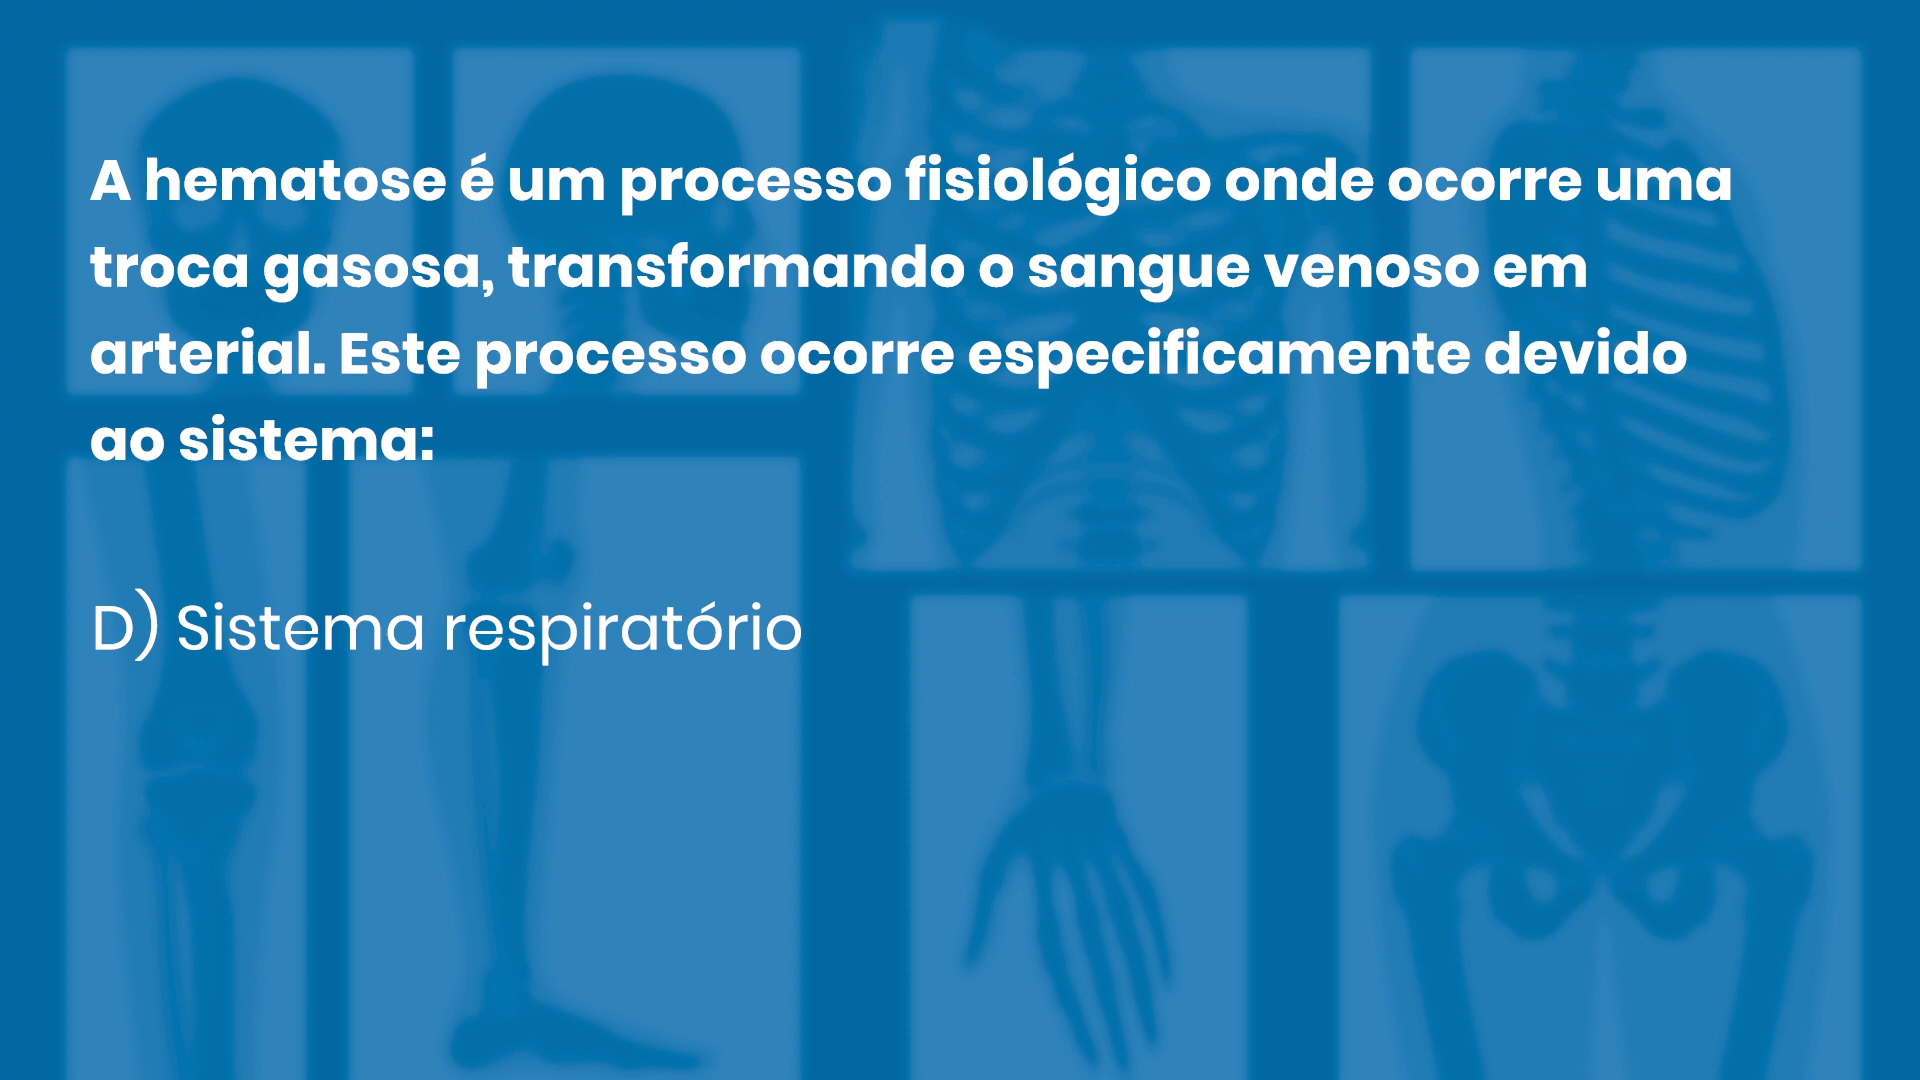 A hematose é um processo fisiológico onde ocorre uma
troca gasosa, transformando o sangue venoso em
arterial. Este processo ocorre especificamente devido
ao sistema:
D) Sistema respiratório